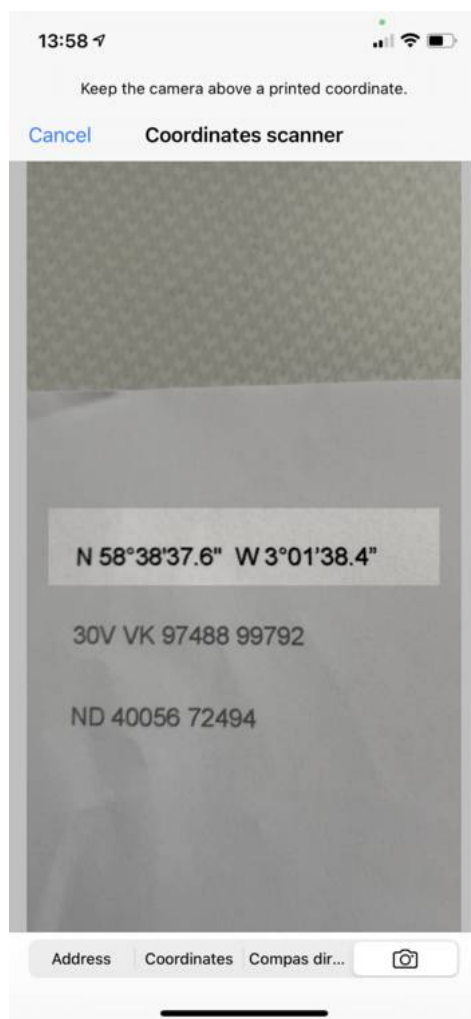 13:58
Keep the camera above a printed coordinate.
Cancel Coordinates scanner
N 58°38'37.6" W 3°01'38.4"
30V VK 97488 99792
ND 40056 72494
Address Coordinates Compas dir...